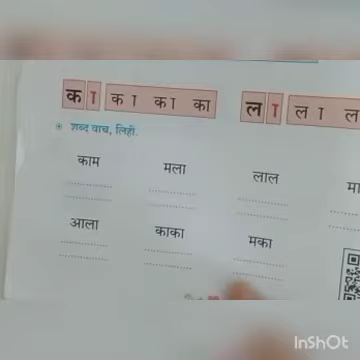 का क ा का का ला ल ा ल
शब्द वाच, लिही.
काम मला लाल मा
आला काका मका
InShOt